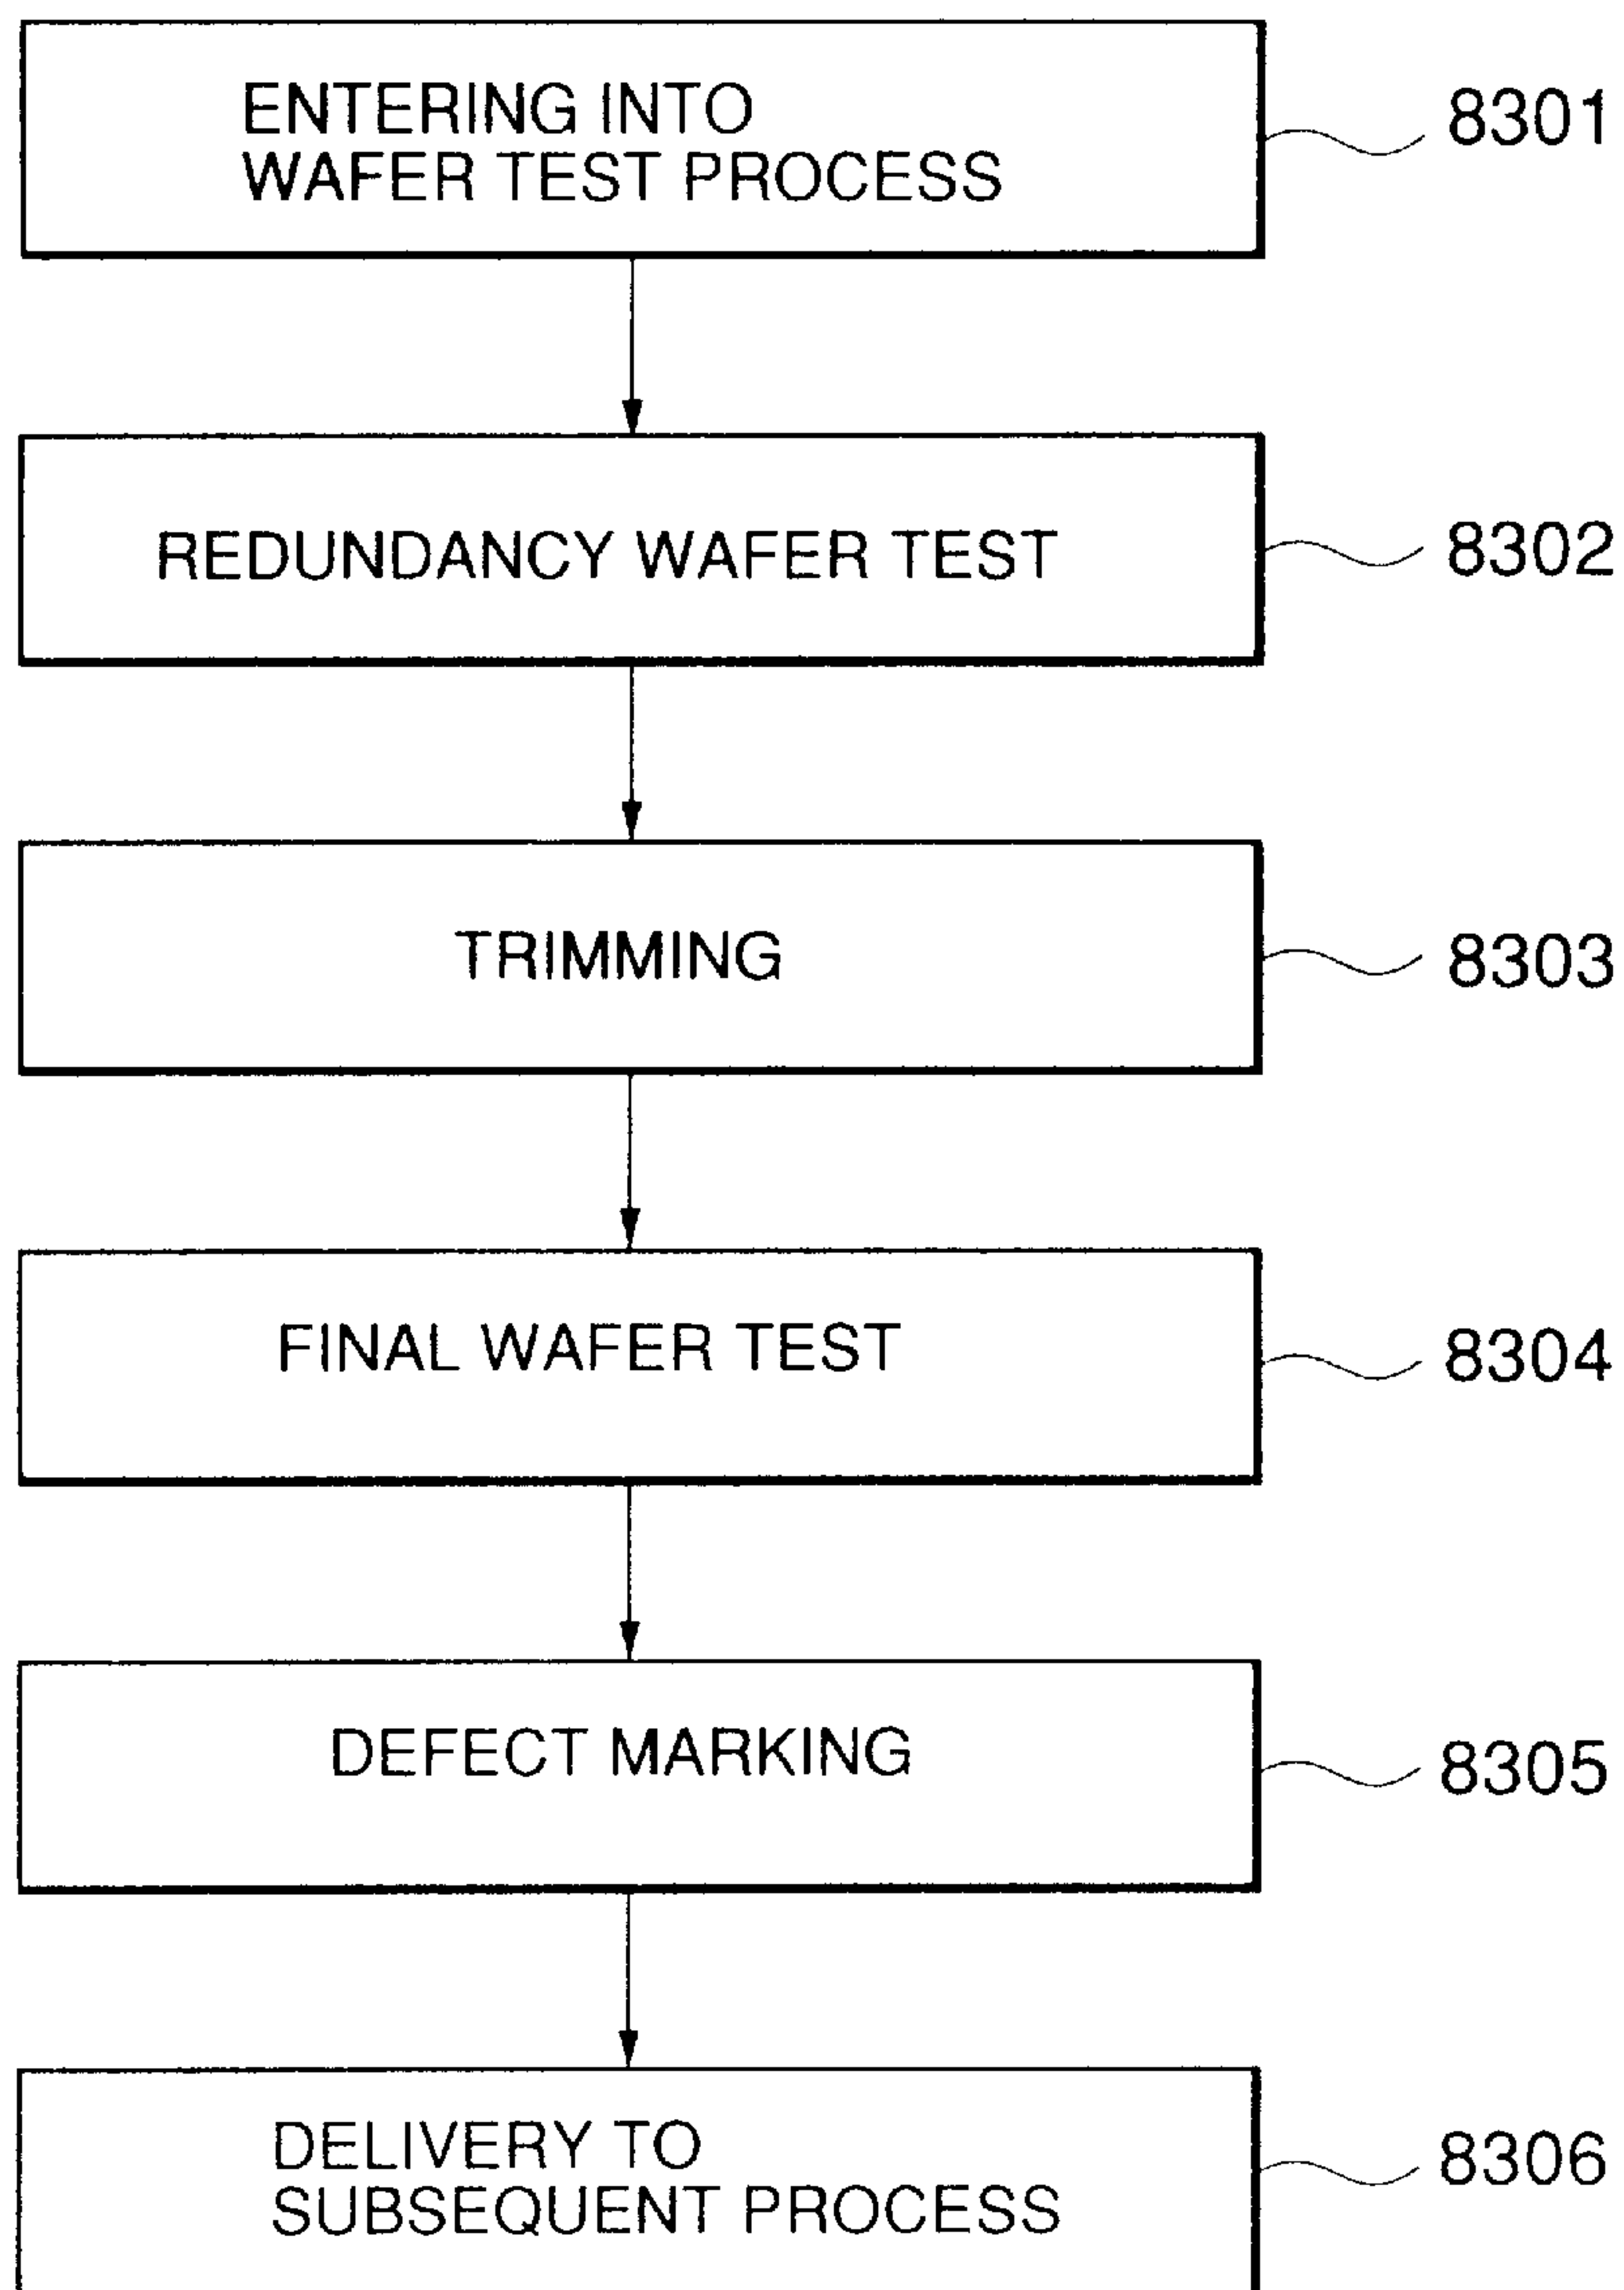 ENTERING INTO
WAFER TEST PROCESS
8301
REDUNDANCY WAFER TEST
8302
TRIMMING
8303
FINAL WAFER TEST
8304
DEFECT MARKING
8305
DELIVERY TO
SUBSEQUENT PROCESS
8306